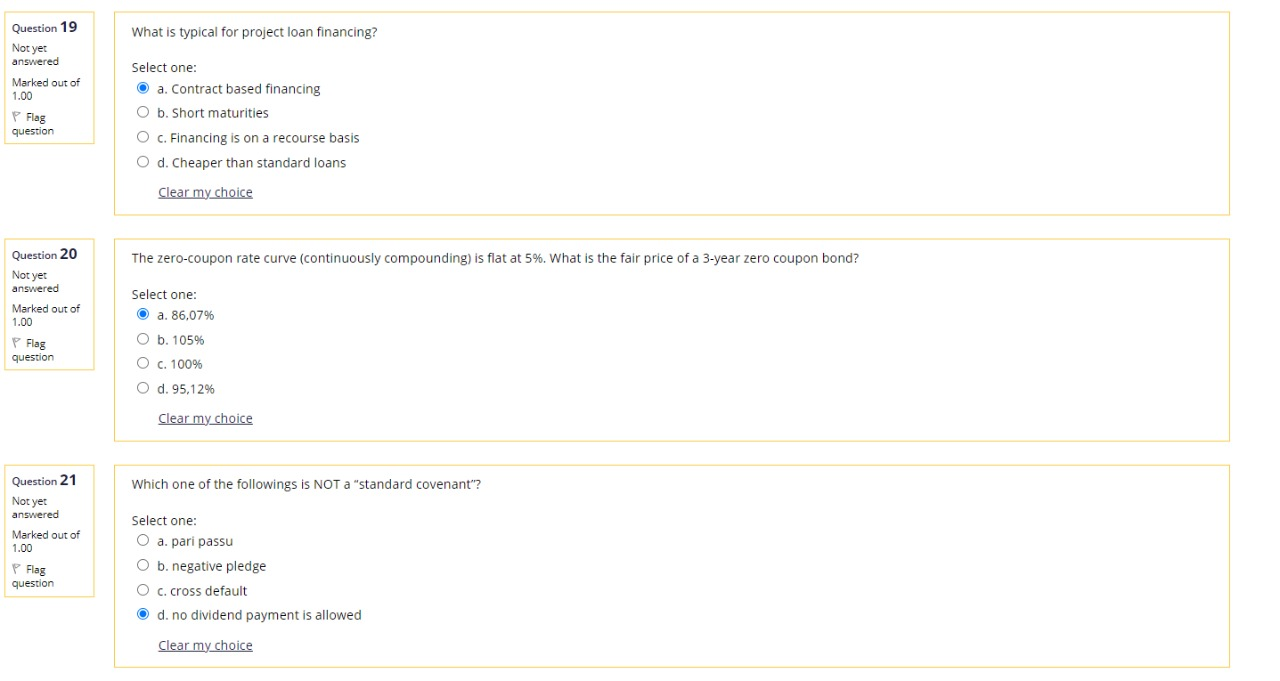 Question 19
Not yet
answered
Marked out of
1.00
Flag
question
What is typical for project loan financing?
Select one:
a. Contract based financing
b. Short maturities
c. Financing is on a recourse basis
d. Cheaper than standard loans
Clear my choice
Question 20
Not yet
answered
Marked out of
1.00
Flag
question
The zero-coupon rate curve (continuously compounding) is flat at 5%. What is the fair price of a 3-year zero coupon bond?
Select one:
a. 86,07%
b. 105%
c. 100%
d. 95,12%
Clear my choice
Question 21
Not yet
answered
Marked out of
1.00
Flag
question
Which one of the followings is NOT a “standard covenant”?
Select one:
a. pari passu
b. negative pledge
c. cross default
d. no dividend payment is allowed
Clear my choice